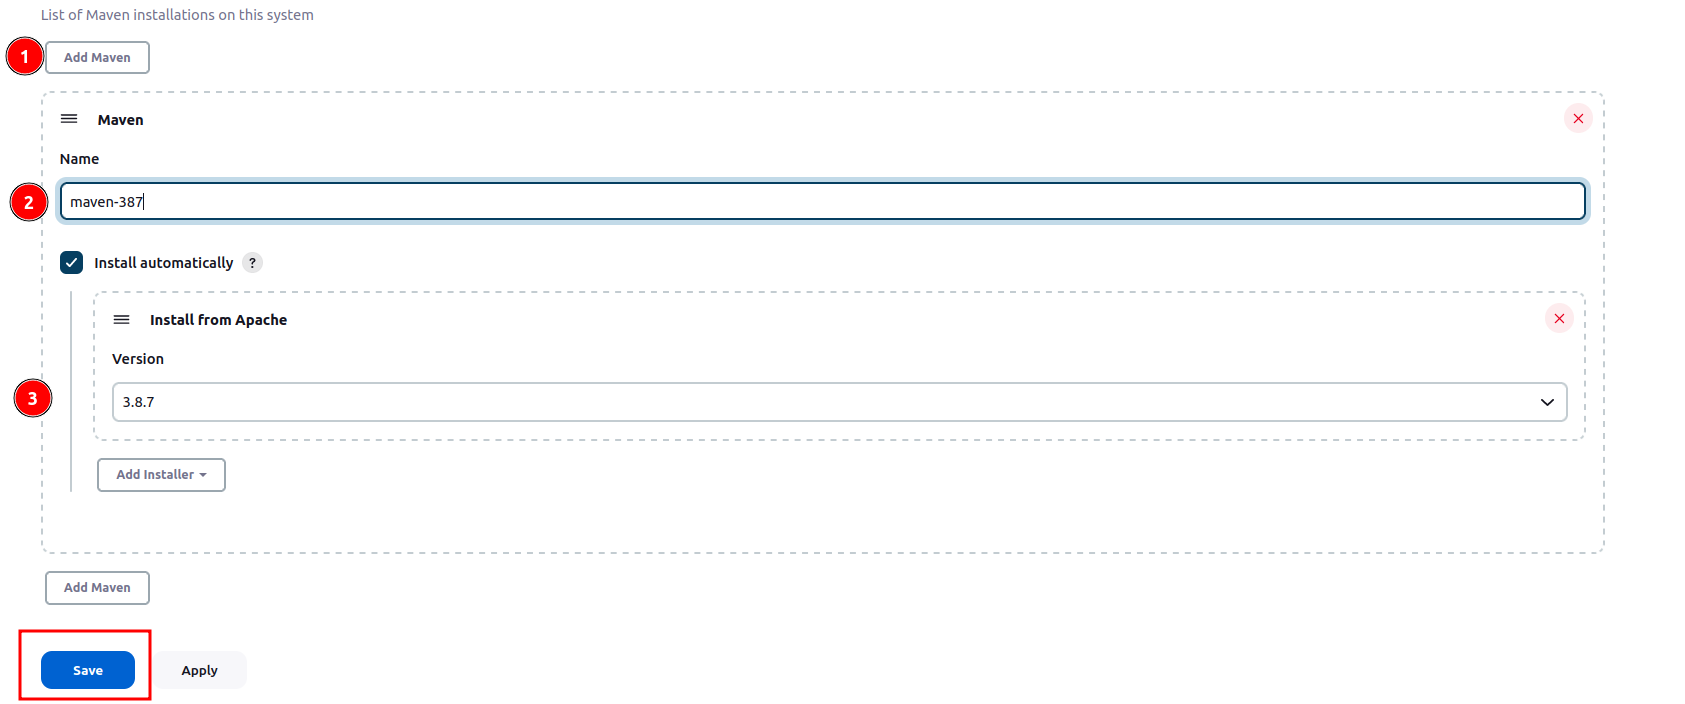 List of Maven installations on this system
1 Add Maven
Maven
Name
2 maven-387
Install automatically ?
Install from Apache
Version
3 3.8.7
Add Installer
Add Maven
Save Apply